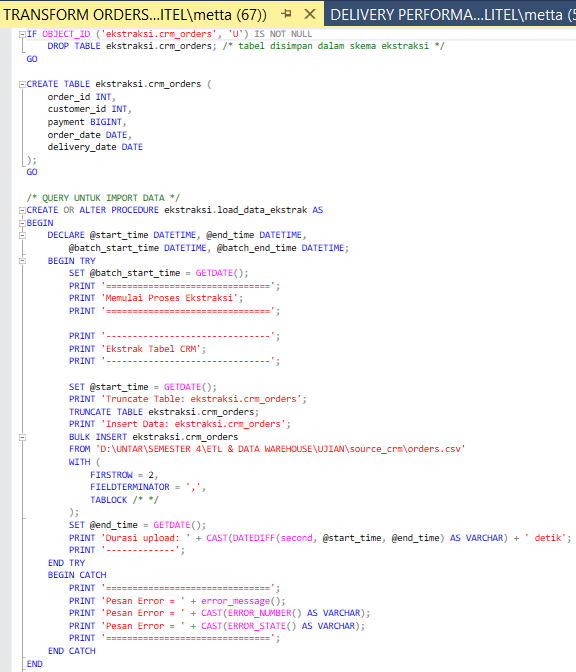 TRANSFORM ORDERS...ITEL\metta (67))
DELIVERY PERFORMA...LITEL\metta (5
IF OBJECT_ID ('ekstraksi.crm_orders', 'U') IS NOT NULL
DROP TABLE ekstraksi.crm_orders; /* tabel disimpan dalam skema ekstraksi */
GO
CREATE TABLE ekstraksi.crm_orders (
order_id INT,
customer_id INT,
payment BIGINT,
order_date DATE,
delivery_date DATE
);
GO
/* QUERY UNTUK IMPORT DATA */
CREATE OR ALTER PROCEDURE ekstraksi.load_data_ekstrak AS
BEGIN
DECLARE @start_time DATETIME, @end_time DATETIME,
@batch_start_time DATETIME, @batch_end_time DATETIME;
BEGIN TRY
SET @batch_start_time = GETDATE();
PRINT '===============================';
PRINT 'Memulai Proses Ekstraksi';
PRINT '===============================';
PRINT '-------------------------------';
PRINT 'Ekstrak Tabel CRM';
PRINT '-------------------------------';
SET @start_time = GETDATE();
PRINT 'Truncate Table: ekstraksi.crm_orders';
TRUNCATE TABLE ekstraksi.crm_orders;
PRINT 'Insert Data: ekstraksi.crm_orders';
BULK INSERT ekstraksi.crm_orders
FROM 'D:\UNTAR\SEMESTER 4\ETL & DATA WAREHOUSE\UJIAN\source_crm\orders.csv'
WITH (
FIRSTROW = 2,
FIELDTERMINATOR = ',',
TABLOCK /* */
);
SET @end_time = GETDATE();
PRINT 'Durasi upload: ' + CAST(DATEDIFF(second, @start_time, @end_time) AS VARCHAR) + ' detik';
PRINT '-------------';
END TRY
BEGIN CATCH
PRINT '===============================';
PRINT 'Pesan Error = ' + error_message();
PRINT 'Pesan Error = ' + CAST(ERROR_NUMBER() AS VARCHAR);
PRINT 'Pesan Error = ' + CAST(ERROR_STATE() AS VARCHAR);
PRINT '===============================';
END CATCH
END